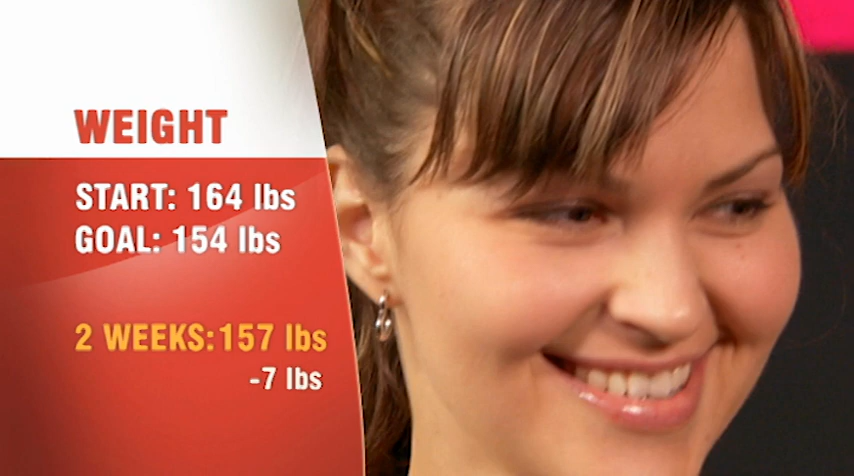 WEIGHT
START: 164 lbs
GOAL: 154 lbs
2 WEEKS:157 lbs
-7 lbs